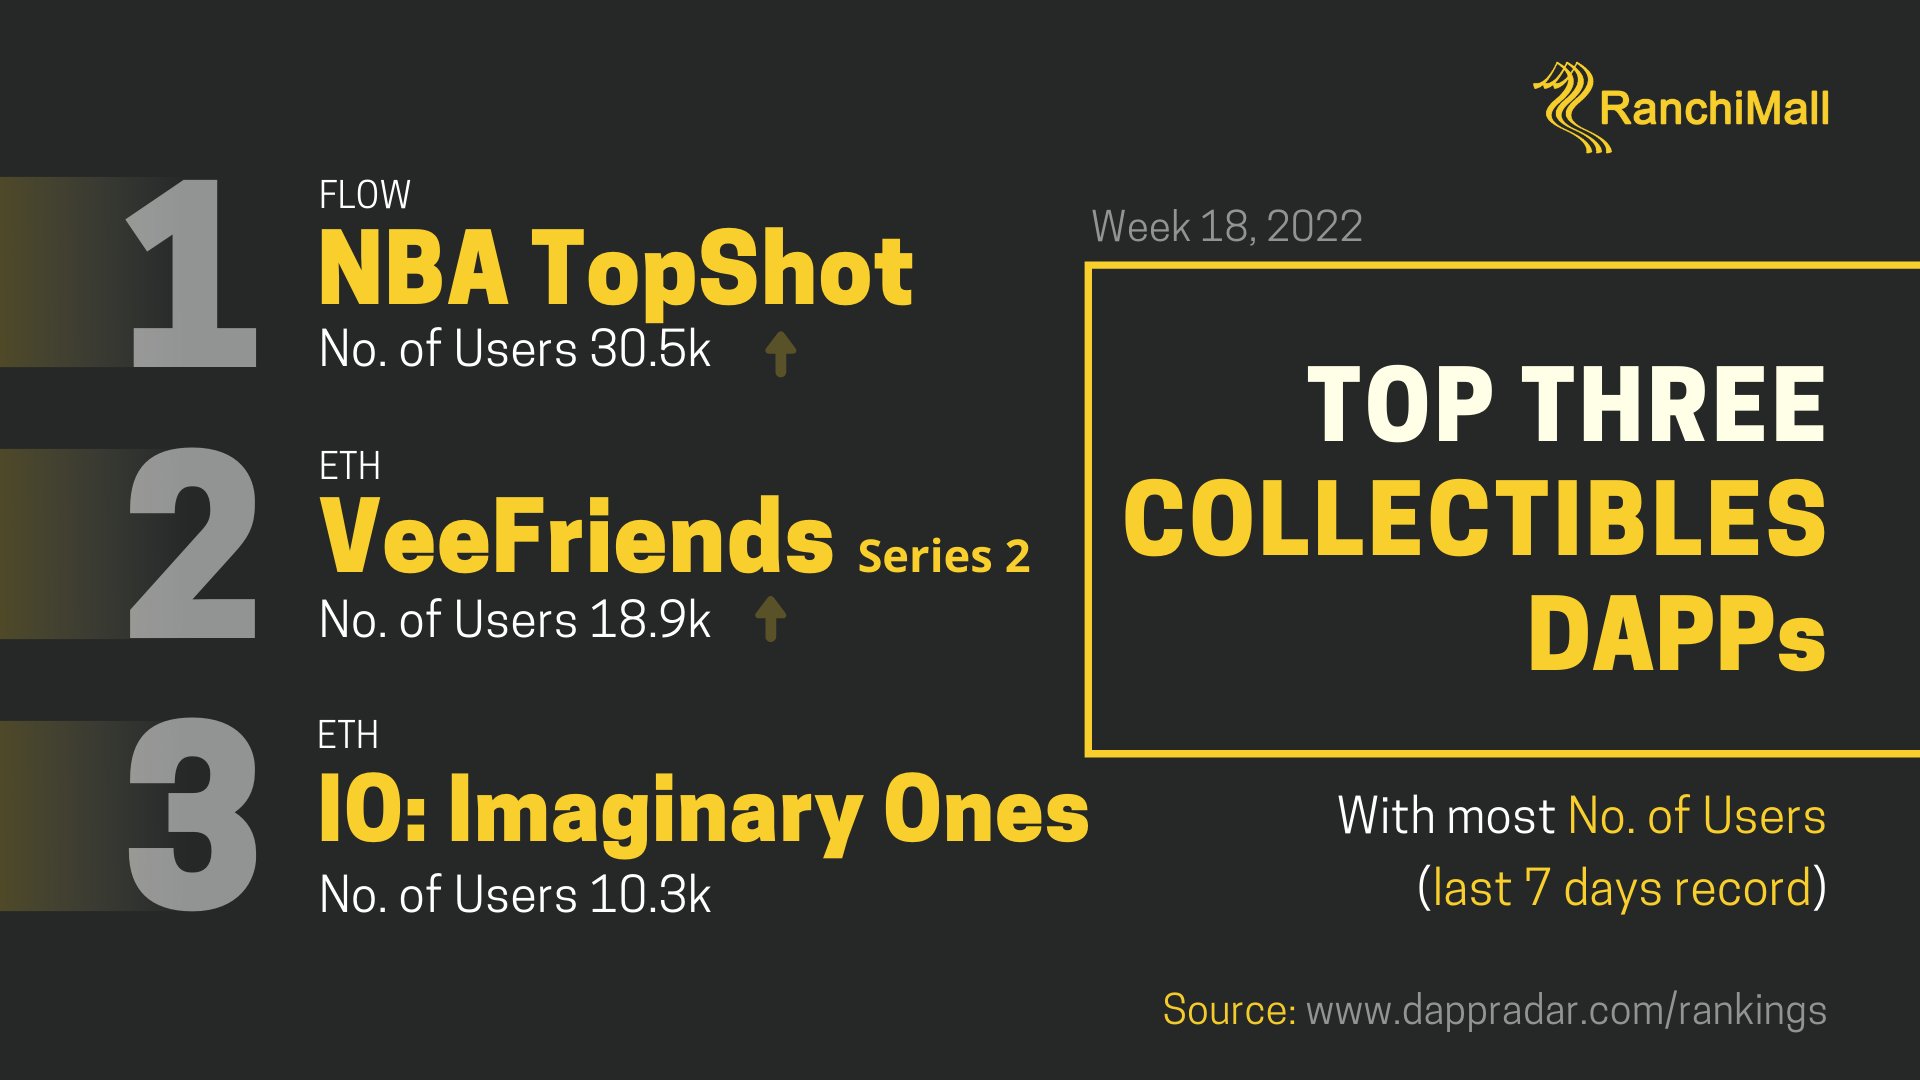 RanchiMall
1
FLOW
NBA TopShot
No. of Users 30.5k
2
ETH
VeeFriends Series 2
No. of Users 18.9k
3
ETH
IO: Imaginary Ones
No. of Users 10.3k
Week 18, 2022
TOP THREE
COLLECTIBLES
DAPPs
With most No. of Users
(last 7 days record)
Source: www.dappradar.com/rankings